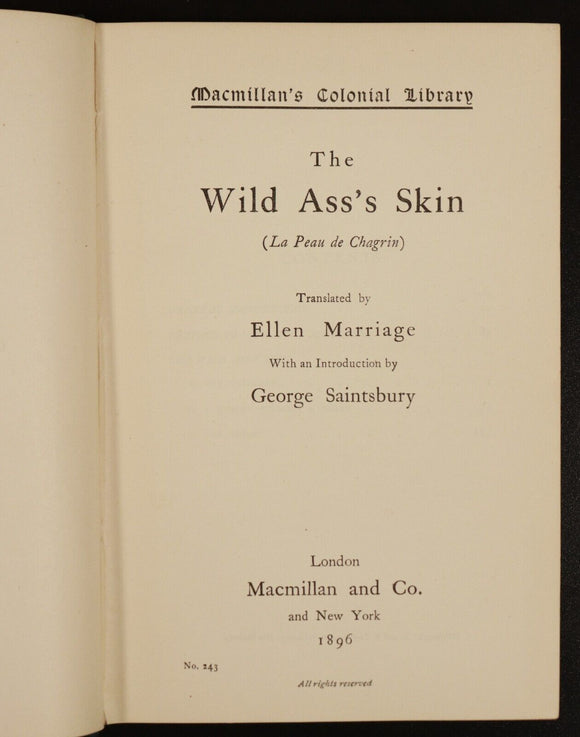 Macmillan's Colonial Library
The
Wild Ass's Skin
(La Peau de Chagrin)
Translated by
Ellen Marriage
With an Introduction by
George Saintsbury
London
Macmillan and Co.
and New York
1896
No. 243
All rights reserved